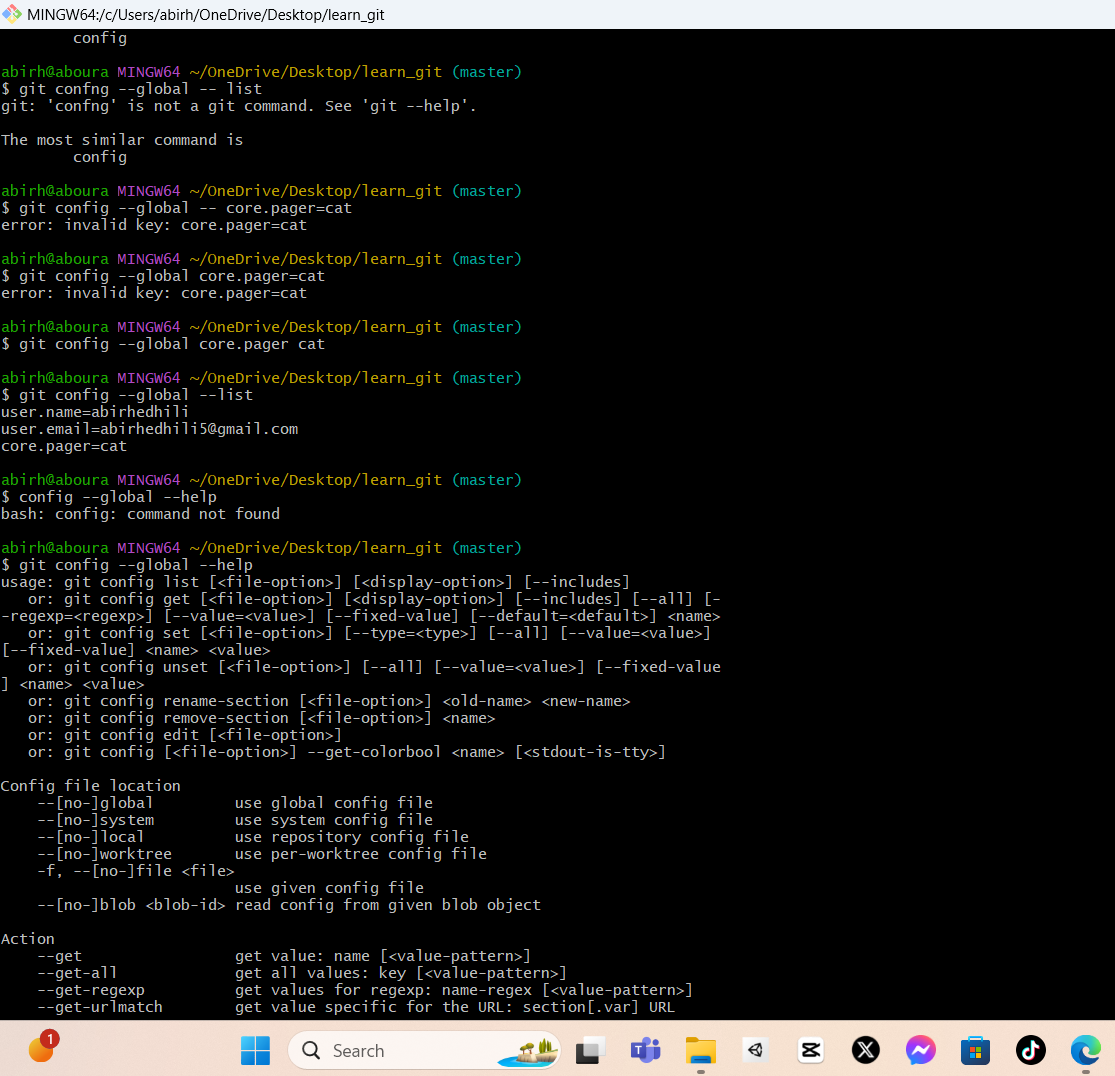 MINGW64:/c/Users/abirh/OneDrive/Desktop/learn_git
config
abirh@aboura MINGW64 ~/OneDrive/Desktop/learn_git (master)
$ git confng --global -- list
git: 'confng' is not a git command. See 'git --help'.
The most similar command is
config
abirh@aboura MINGW64 ~/OneDrive/Desktop/learn_git (master)
$ git config --global -- core.pager=cat
error: invalid key: core.pager=cat
abirh@aboura MINGW64 ~/OneDrive/Desktop/learn_git (master)
$ git config --global core.pager=cat
error: invalid key: core.pager=cat
abirh@aboura MINGW64 ~/OneDrive/Desktop/learn_git (master)
$ git config --global core.pager cat
abirh@aboura MINGW64 ~/OneDrive/Desktop/learn_git (master)
$ git config --global --list
user.name=abirhedhili
user.email=abirhedhili5@gmail.com
core.pager=cat
abirh@aboura MINGW64 ~/OneDrive/Desktop/learn_git (master)
$ config --global --help
bash: config: command not found
abirh@aboura MINGW64 ~/OneDrive/Desktop/learn_git (master)
$ git config --global --help
usage: git config list [<file-option>] [<display-option>] [--includes]
or: git config get [<file-option>] [<display-option>] [--includes] [--all] [-
-regexp=<regexp>] [--value=<value>] [--fixed-value] [--default=<default>] <name>
or: git config set [<file-option>] [--type=<type>] [--all] [--value=<value>]
[--fixed-value] <name> <value>
or: git config unset [<file-option>] [--all] [--value=<value>] [--fixed-value
] <name> <value>
or: git config rename-section [<file-option>] <old-name> <new-name>
or: git config remove-section [<file-option>] <name>
or: git config edit [<file-option>]
or: git config [<file-option>] --get-colorbool <name> [<stdout-is-tty>]
Config file location
--[no-]global use global config file
--[no-]system use system config file
--[no-]local use repository config file
--[no-]worktree use per-worktree config file
-f, --[no-]file <file>
use given config file
--[no-]blob <blob-id> read config from given blob object
Action
--get get value: name [<value-pattern>]
--get-all get all values: key [<value-pattern>]
--get-regexp get values for regexp: name-regex [<value-pattern>]
--get-urlmatch get value specific for the URL: section[.var] URL
1
Search